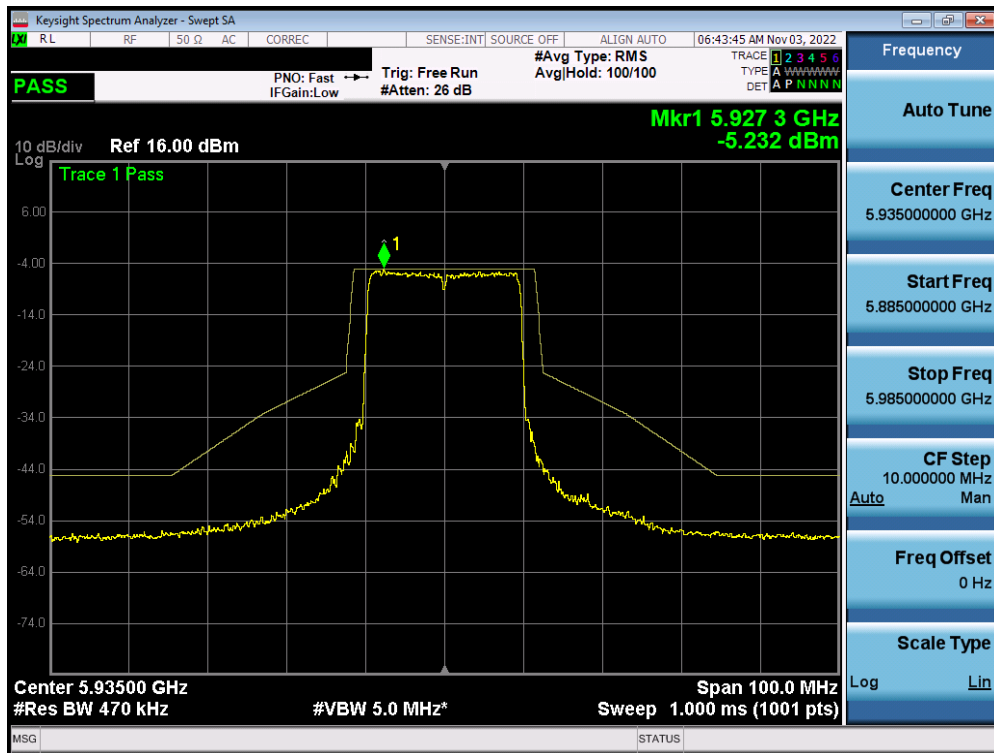 Keysight Spectrum Analyzer - Swept SA
LXI RL RF 50 Ω AC CORREC SENSE:INT SOURCE OFF ALIGN AUTO 06:43:45 AM Nov 03, 2022
PASS
PNO: Fast
IFGain:Low
Trig: Free Run
#Atten: 26 dB
#Avg Type: RMS
Avg|Hold: 100/100
TRACE 1 2 3 4 5 6
TYPE A WWWWW
DET A P N N N N
Mkr1 5.927 3 GHz
-5.232 dBm
10 dB/div Ref 16.00 dBm
Log
Trace 1 Pass
1
6.00
-4.00
-14.0
-24.0
-34.0
-44.0
-54.0
-64.0
-74.0
Center 5.93500 GHz Span 100.0 MHz
#Res BW 470 kHz #VBW 5.0 MHz* Sweep 1.000 ms (1001 pts)
MSG STATUS
Frequency
Auto Tune
Center Freq
5.935000000 GHz
Start Freq
5.885000000 GHz
Stop Freq
5.985000000 GHz
CF Step
10.000000 MHz
Auto Man
Freq Offset
0 Hz
Scale Type
Log Lin